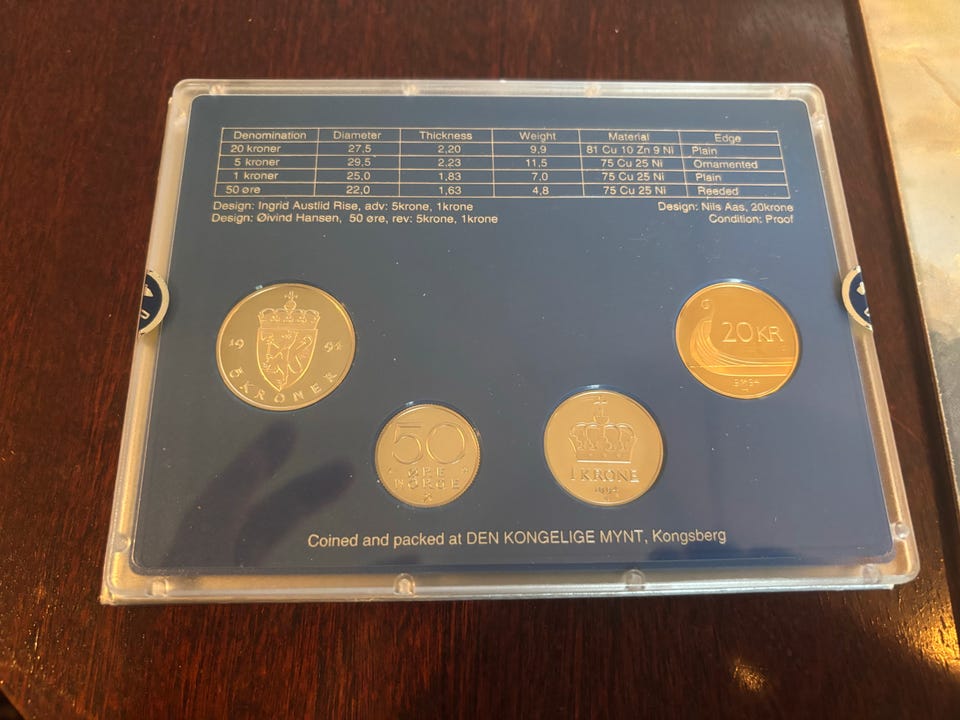 Denomination Diameter Thickness Weight Material Edge
20 kroner 27,5 2,20 9,9 81 Cu 10 Zn 9 Ni Plain
5 kroner 29,5 2,23 11,5 75 Cu 25 Ni Ornamented
1 kroner 25,0 1,83 7,0 75 Cu 25 Ni Plain
50 øre 22,0 1,63 4,8 75 Cu 25 Ni Reeded
Design: Ingrid Austlid Rise, adv: 5krone, 1krone
Design: Øivind Hansen, 50 øre, rev: 5krone, 1krone
Design: Nils Aas, 20krone
Condition: Proof
1994
5 KRONER
50
ØRE
NORGE
1 KRONE
1994
20 KR
1994
Coined and packed at DEN KONGELIGE MYNT, Kongsberg